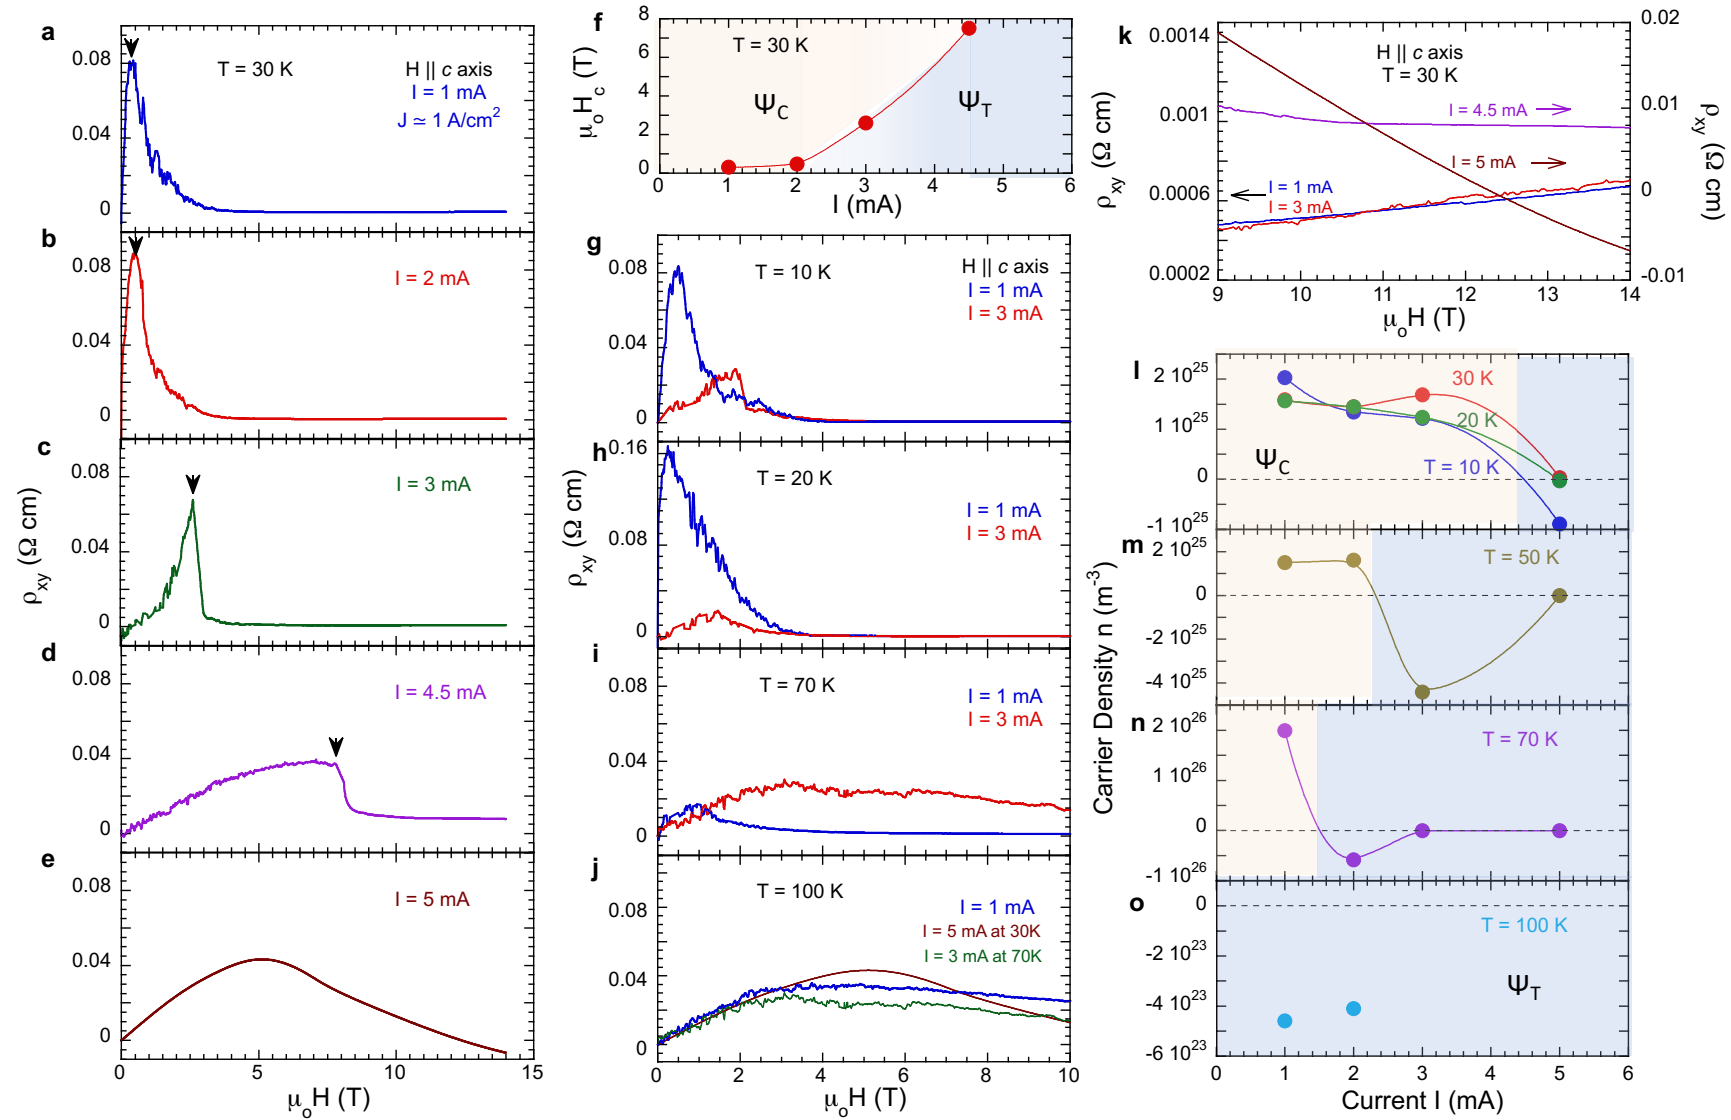 a
0.08
0.04
0
T = 30 K
H || c axis
I = 1 mA
J ≃ 1 A/cm²
b
0.08
0.04
0
I = 2 mA
c
0.08
0.04
0
I = 3 mA
ρxy (Ω cm)
d
0.08
0.04
0
I = 4.5 mA
e
0.08
0.04
0
I = 5 mA
0 5 10 15
μoH (T)
f
8
6
4
2
0
μoHc (T)
T = 30 K
ΨC
ΨT
0 1 2 3 4 5 6
I (mA)
g
0.08
0.04
0
T = 10 K
H || c axis
I = 1 mA
I = 3 mA
h
0.16
0.08
0
T = 20 K
I = 1 mA
I = 3 mA
ρxy (Ω cm)
i
0.08
0.04
0
T = 70 K
I = 1 mA
I = 3 mA
j
0.08
0.04
0
T = 100 K
I = 1 mA
I = 5 mA at 30K
I = 3 mA at 70K
0 2 4 6 8 10
μoH (T)
k
0.0014
0.001
0.0006
0.0002
ρxy (Ω cm)
H || c axis
T = 30 K
I = 4.5 mA
I = 5 mA
I = 1 mA
I = 3 mA
0.02
0.01
0
-0.01
ρxy (Ω cm)
9 10 11 12 13 14
μoH (T)
l
2 10²⁵
1 10²⁵
0
-1 10²⁵
30 K
20 K
T = 10 K
ΨC
m
2 10²⁵
0
-2 10²⁵
-4 10²⁵
T = 50 K
Carrier Density n (m⁻³)
n
2 10²⁶
1 10²⁶
0
-1 10²⁶
T = 70 K
o
0
-2 10²³
-4 10²³
-6 10²³
T = 100 K
ΨT
0 1 2 3 4 5 6
Current I (mA)